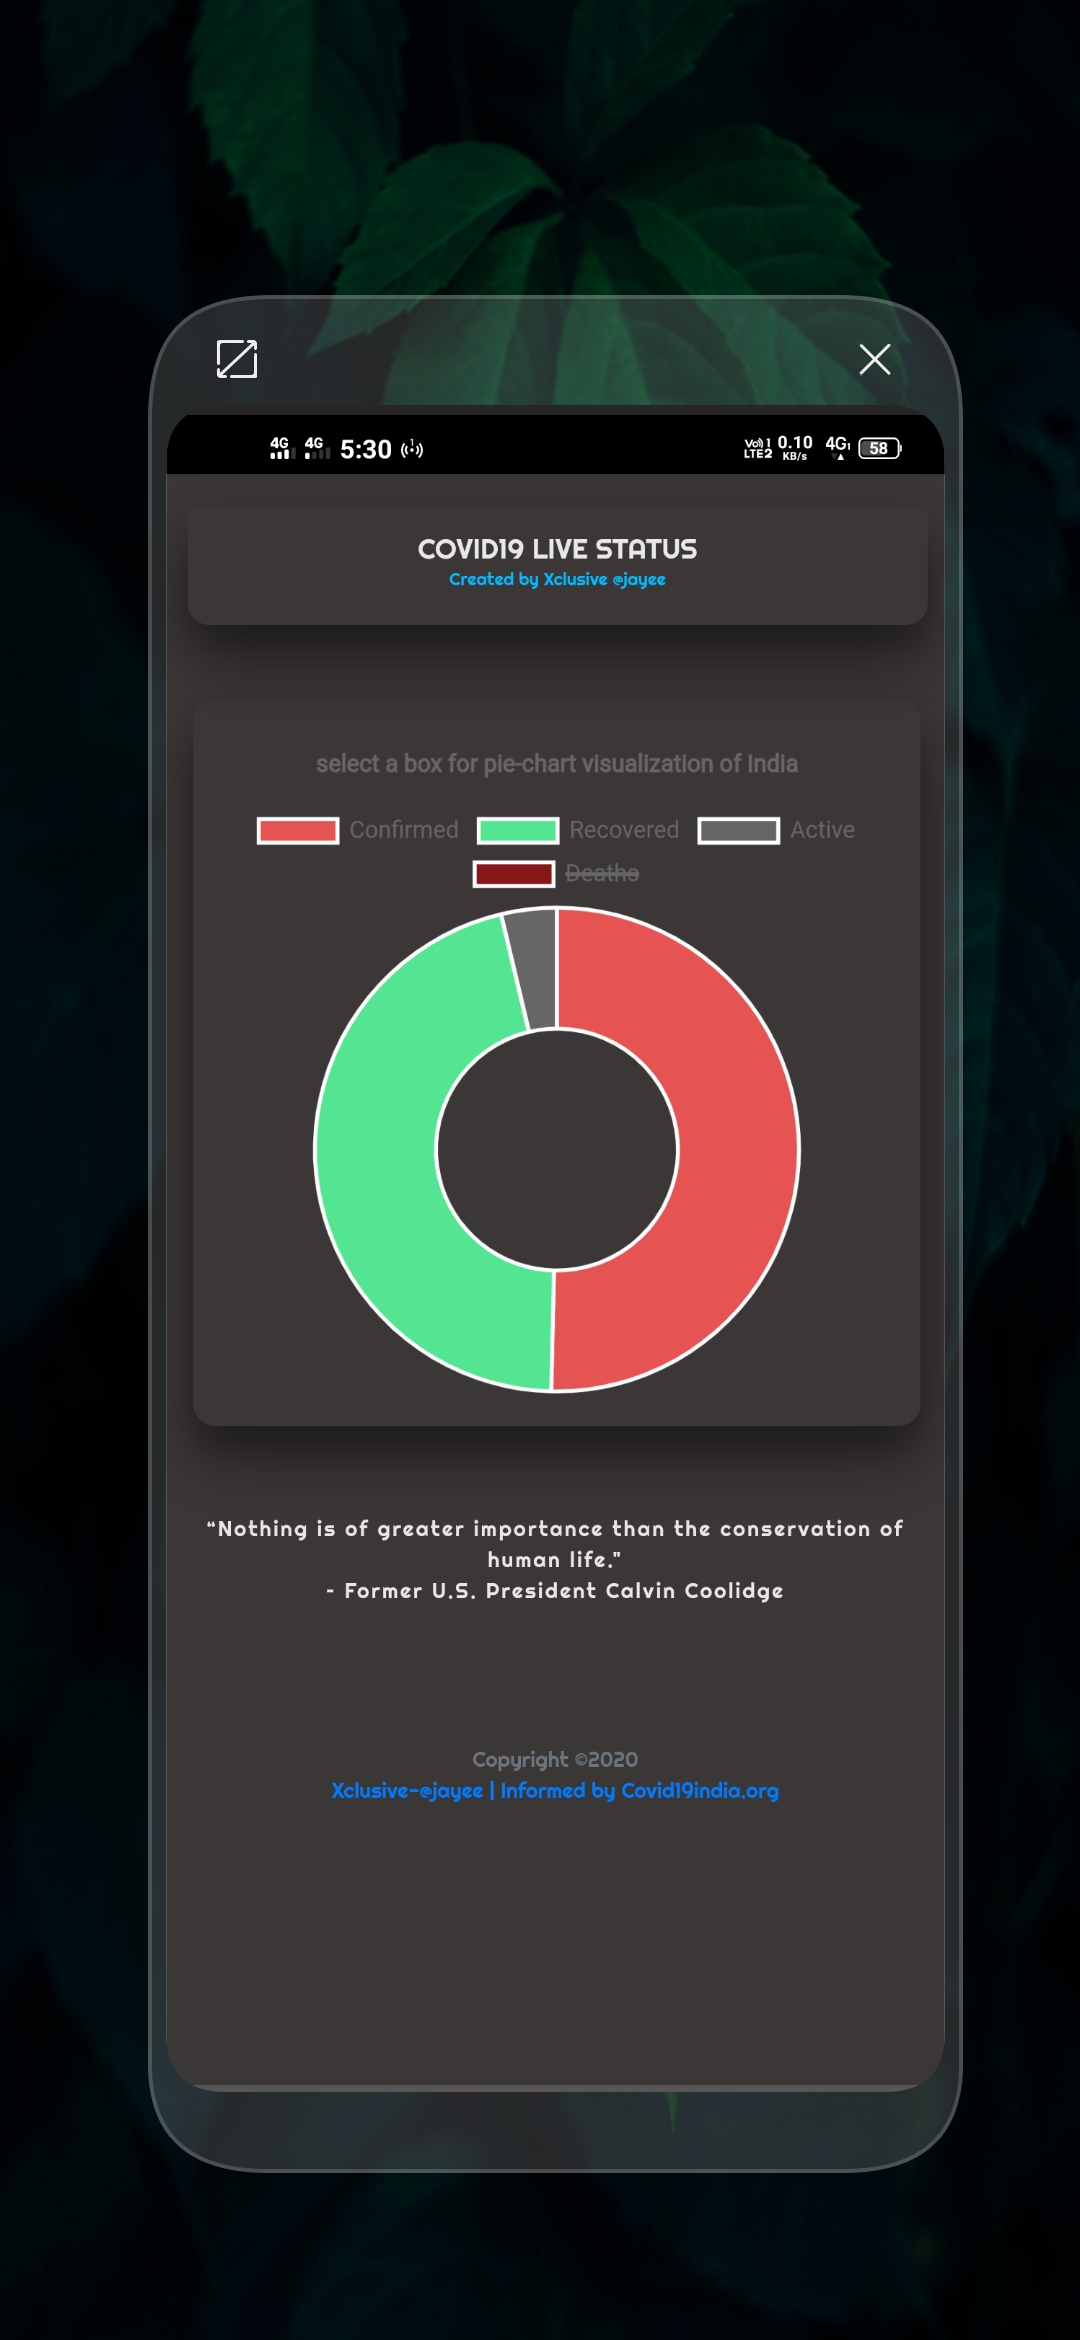 4G 4G 5:30 Vo)) 1 LTE2 0.10 KB/s 4G1 58
COVID19 LIVE STATUS
Created by Xclusive @jayee
select a box for pie-chart visualization of India
Confirmed Recovered Active
Deaths
“Nothing is of greater importance than the conservation of
human life."
- Former U.S. President Calvin Coolidge
Copyright ©2020
Xclusive-@jayee | Informed by Covid19india.org